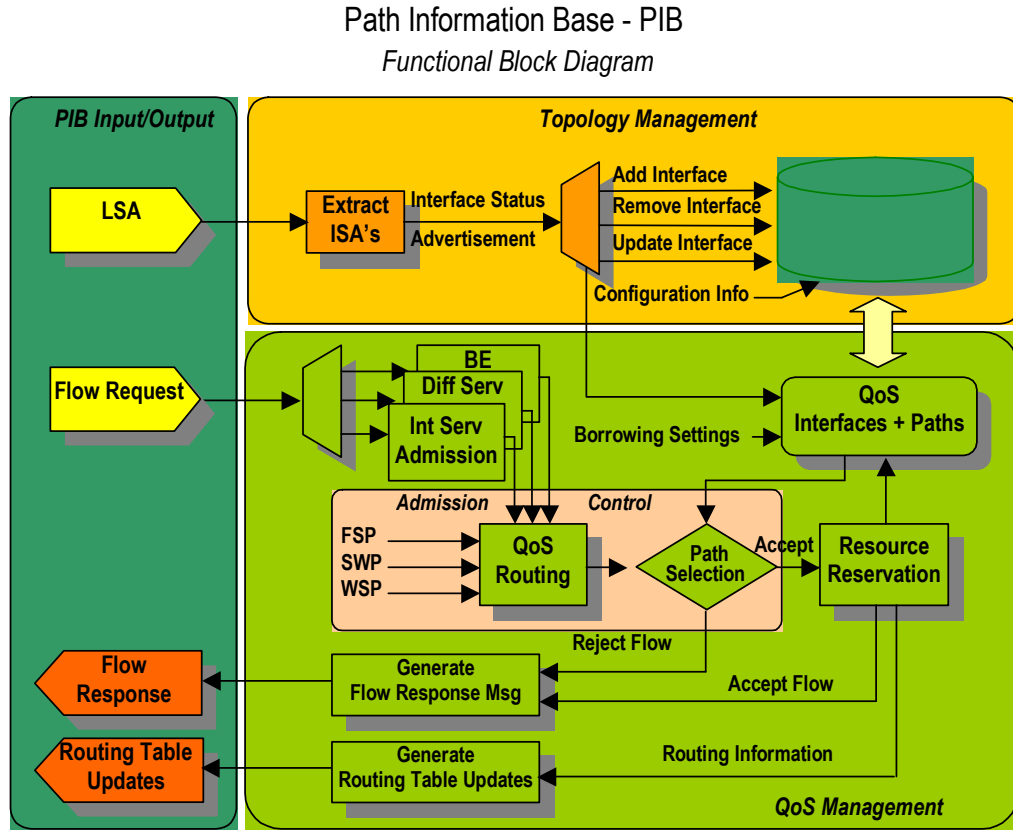 Path Information Base - PIB
Functional Block Diagram
PIB Input/Output
Topology Management
LSA
Extract
ISA's
Interface Status
Advertisement
Add Interface
Remove Interface
Update Interface
Configuration Info
Flow Request
BE
Diff Serv
Int Serv
Admission
QoS
Interfaces + Paths
Borrowing Settings
Admission Control
FSP
SWP
WSP
QoS
Routing
Path
Selection
Accept
Resource
Reservation
Reject Flow
Flow
Response
Generate
Flow Response Msg
Accept Flow
Routing Table
Updates
Generate
Routing Table Updates
Routing Information
QoS Management